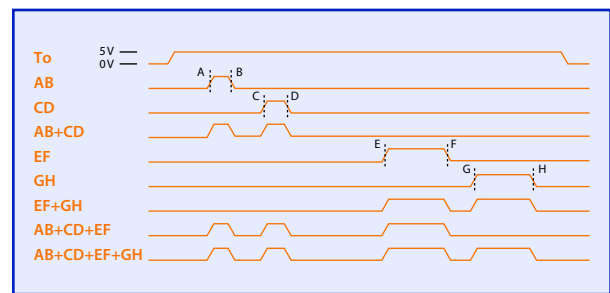 To 5V
0V
AB A B
CD C D
AB+CD
EF E F
GH G H
EF+GH
AB+CD+EF
AB+CD+EF+GH